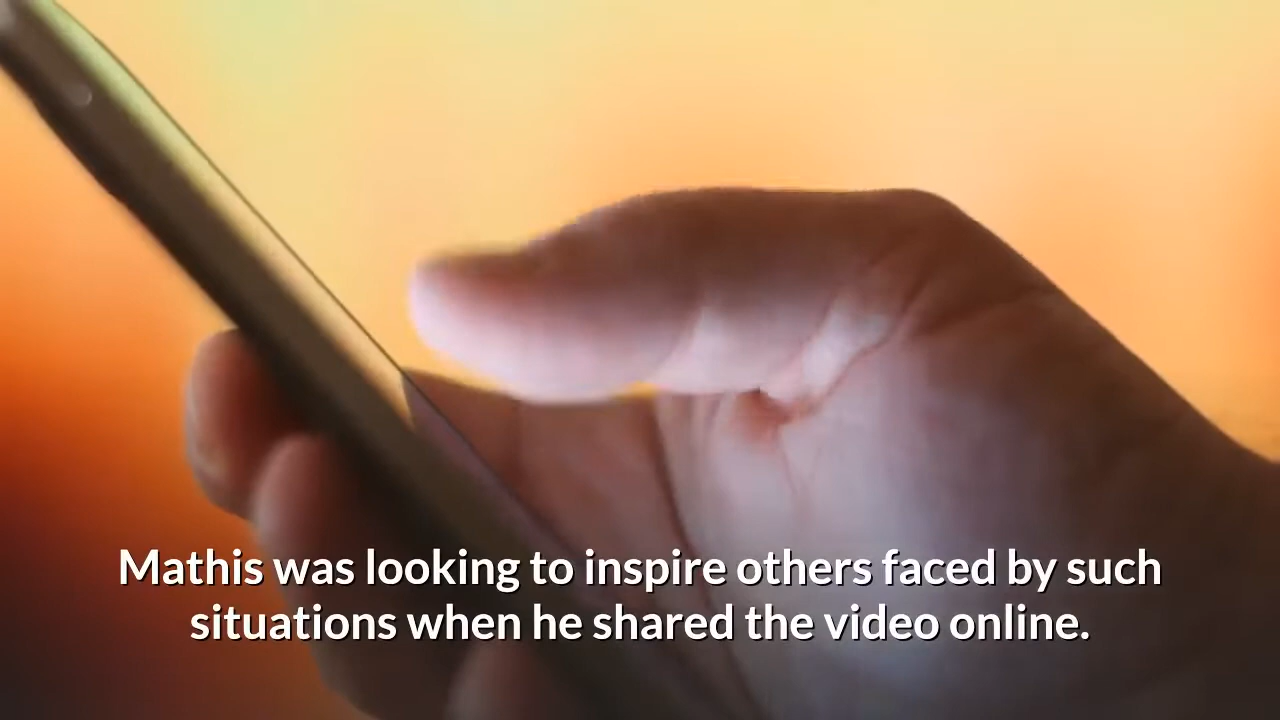 Mathis was looking to inspire others faced by such
situations when he shared the video online.